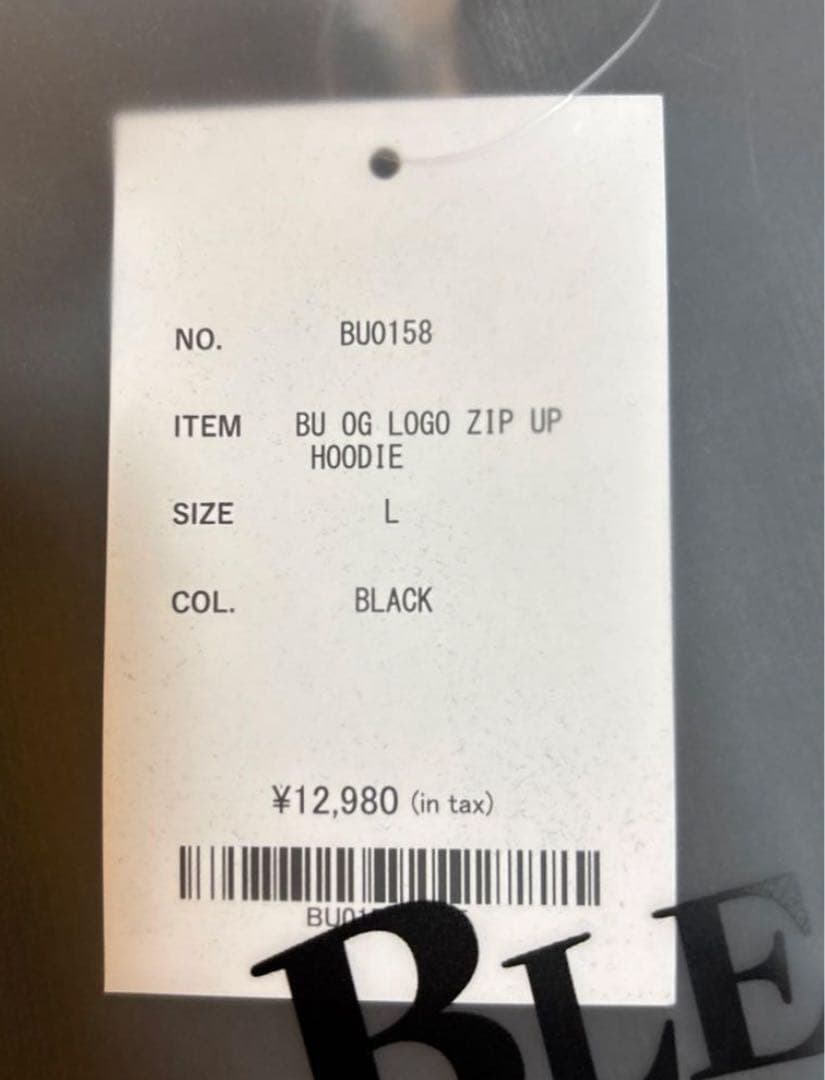 NO. BU0158
ITEM BU OG LOGO ZIP UP
HOODIE
SIZE L
COL. BLACK
¥12,980 (in tax)
BLE